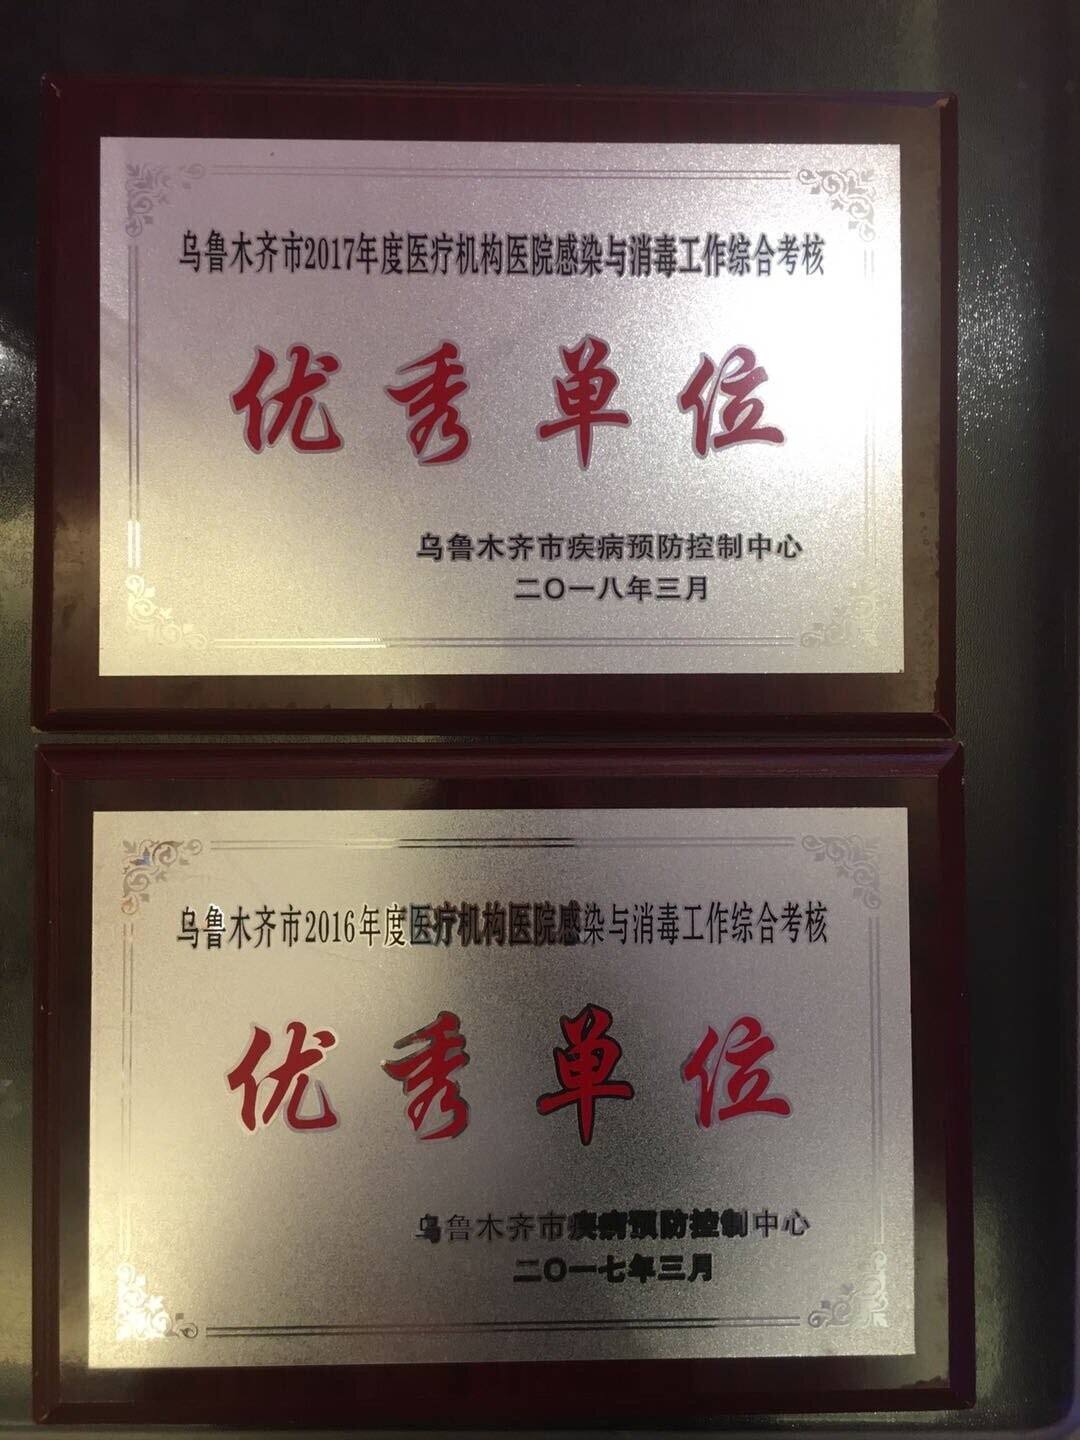 乌鲁木齐市2017年度医疗机构医院感染与消毒工作综合考核
优秀单位
乌鲁木齐市疾病预防控制中心
二〇一八年三月
乌鲁木齐市2016年度医疗机构医院感染与消毒工作综合考核
优秀单位
乌鲁木齐市疾病预防控制中心
二〇一七年三月